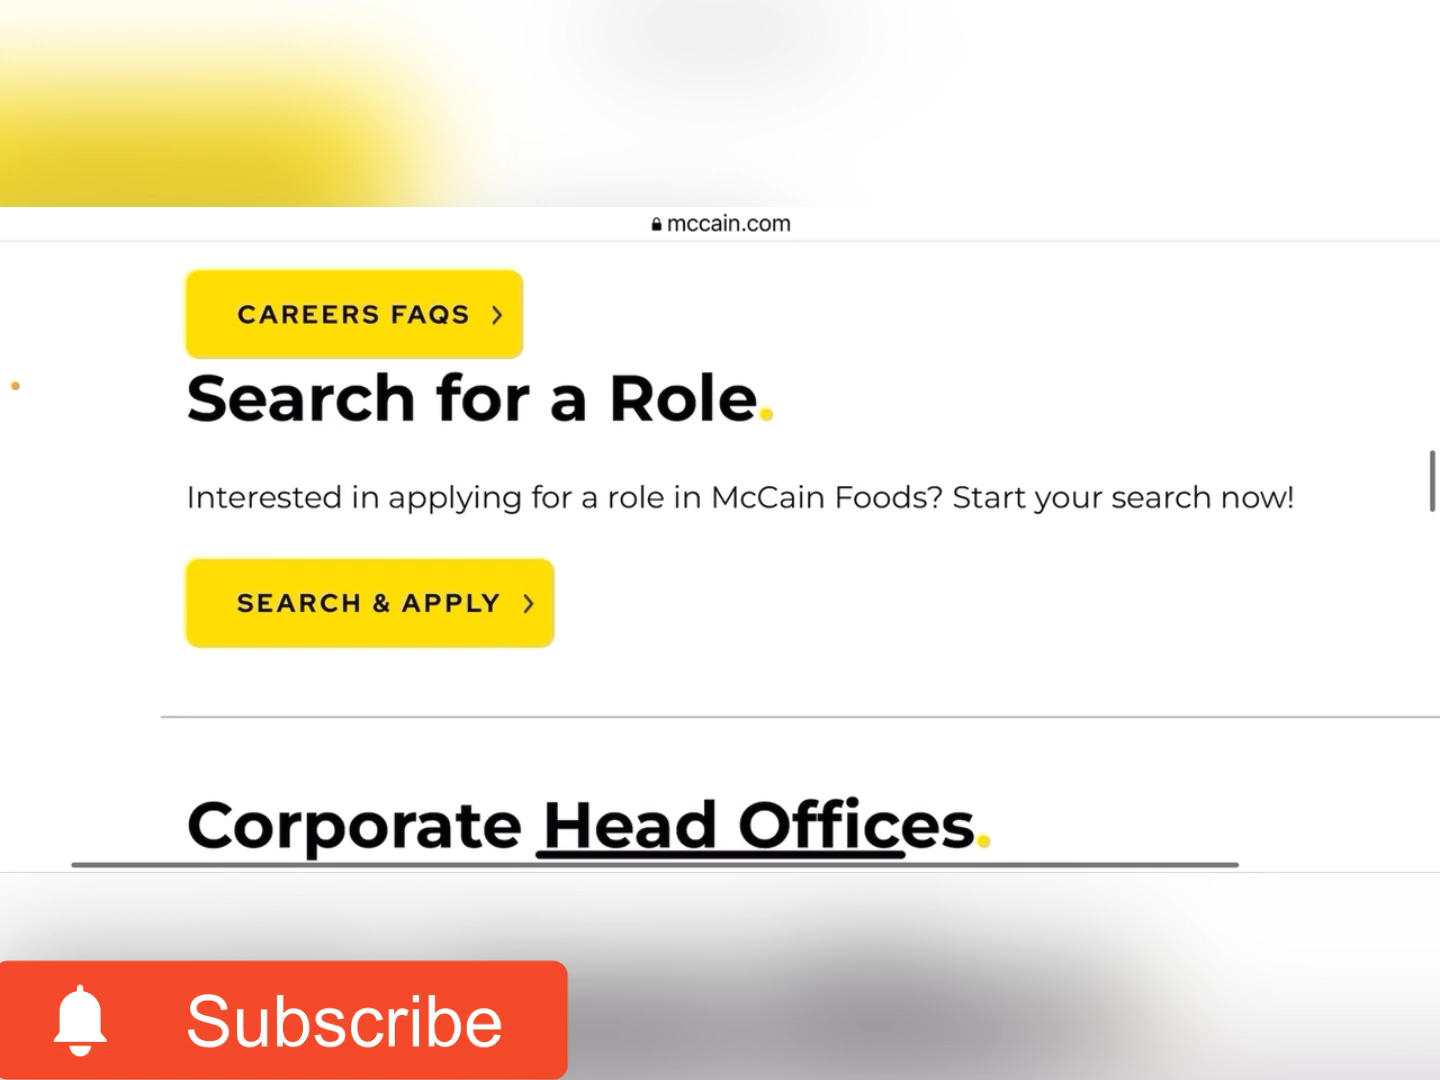 mccain.com
CAREERS FAQS
Search for a Role.
Interested in applying for a role in McCain Foods? Start your search now!
SEARCH & APPLY
Corporate Head Offices.
Subscribe